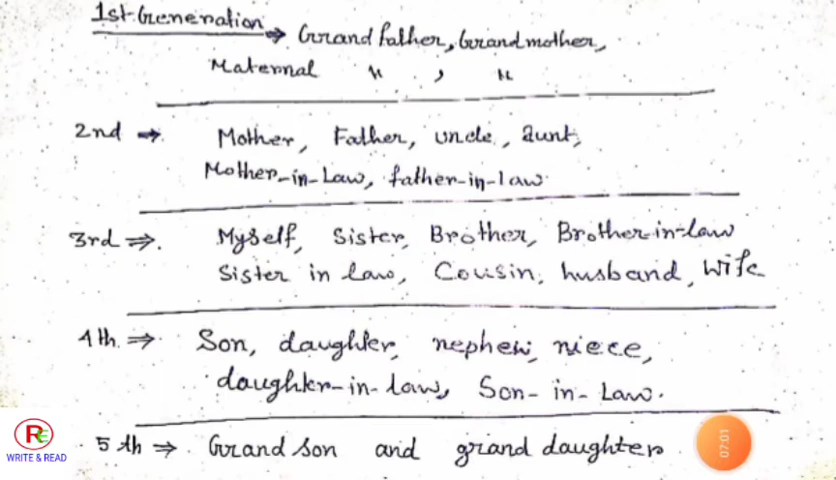 1st Generation ⇒ Grand father, Grandmother,
Maternal " , "
2nd ⇒ Mother, Father, uncle, aunt,
Mother-in-Law, father-in-law
3rd ⇒ Myself, Sister, Brother, Brother-in-law
Sister in law, Cousin, husband, wife
4th ⇒ Son, daughter, nephew, niece,
daughter-in-law, Son-in-Law.
5th ⇒ Grand son and grand daughter
RE
WRITE & READ
07:01